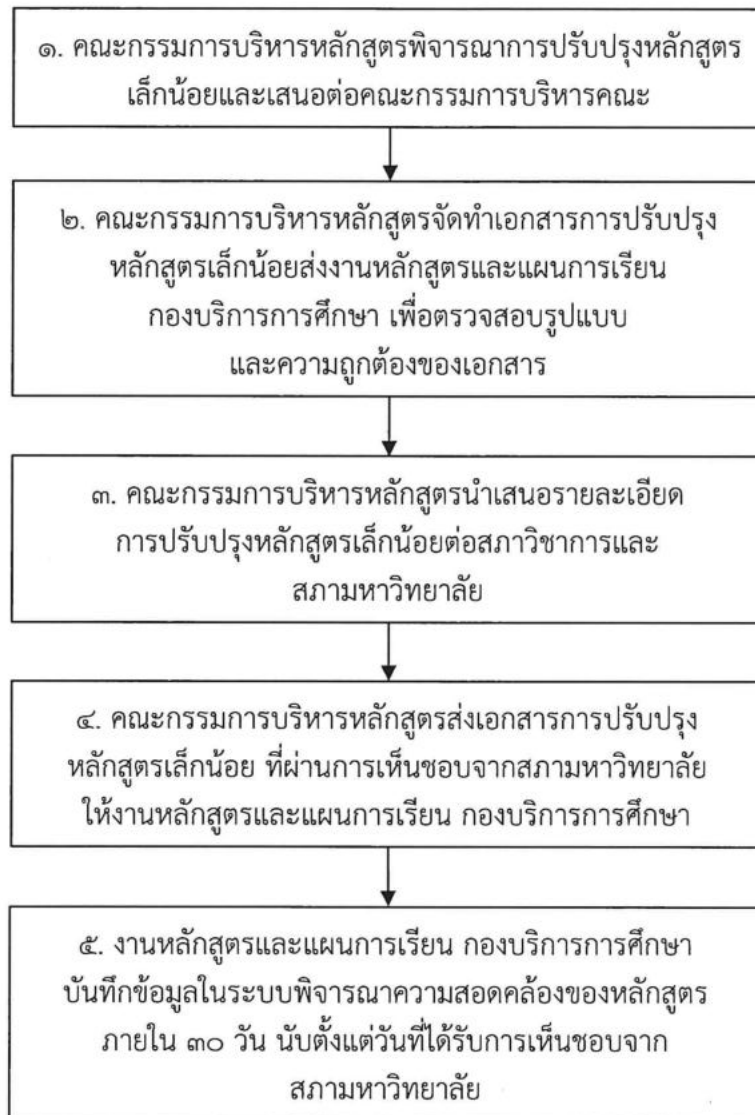 ๑. คณะกรรมการบริหารหลักสูตรพิจารณาการปรับปรุงหลักสูตร
เล็กน้อยและเสนอต่อคณะกรรมการบริหารคณะ
๒. คณะกรรมการบริหารหลักสูตรจัดทำเอกสารการปรับปรุง
หลักสูตรเล็กน้อยส่งงานหลักสูตรและแผนการเรียน
กองบริการการศึกษา เพื่อตรวจสอบรูปแบบ
และความถูกต้องของเอกสาร
๓. คณะกรรมการบริหารหลักสูตรนำเสนอรายละเอียด
การปรับปรุงหลักสูตรเล็กน้อยต่อสภาวิชาการและ
สภามหาวิทยาลัย
๔. คณะกรรมการบริหารหลักสูตรส่งเอกสารการปรับปรุง
หลักสูตรเล็กน้อย ที่ผ่านการเห็นชอบจากสภามหาวิทยาลัย
ให้งานหลักสูตรและแผนการเรียน กองบริการการศึกษา
๕. งานหลักสูตรและแผนการเรียน กองบริการการศึกษา
บันทึกข้อมูลในระบบพิจารณาความสอดคล้องของหลักสูตร
ภายใน ๓๐ วัน นับตั้งแต่วันที่ได้รับการเห็นชอบจาก
สภามหาวิทยาลัย